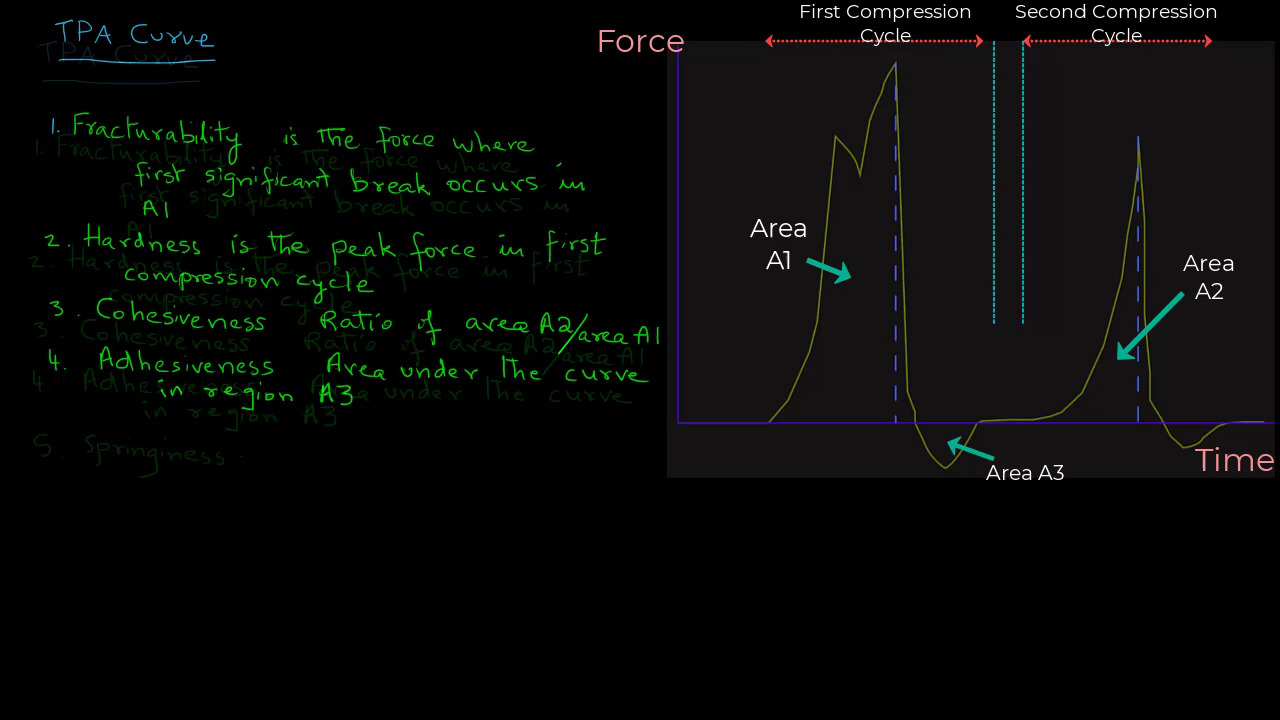 TPA Curve
1. Fracturability is the force where
first significant break occurs in
A1
2. Hardness is the peak force in first
compression cycle
3. Cohesiveness Ratio of area A2/area A1
4. Adhesiveness Area under the curve
in region A3
5. Springiness
First Compression
Cycle
Second Compression
Cycle
Force
Area
A1
Area
A2
Area A3
Time